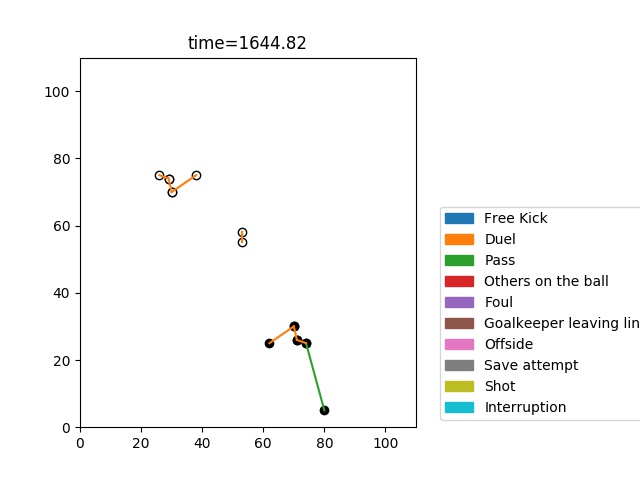 time=1644.82
100
80
60
40
20
0
0 20 40 60 80 100
Free Kick
Duel
Pass
Others on the ball
Foul
Goalkeeper leaving lin
Offside
Save attempt
Shot
Interruption